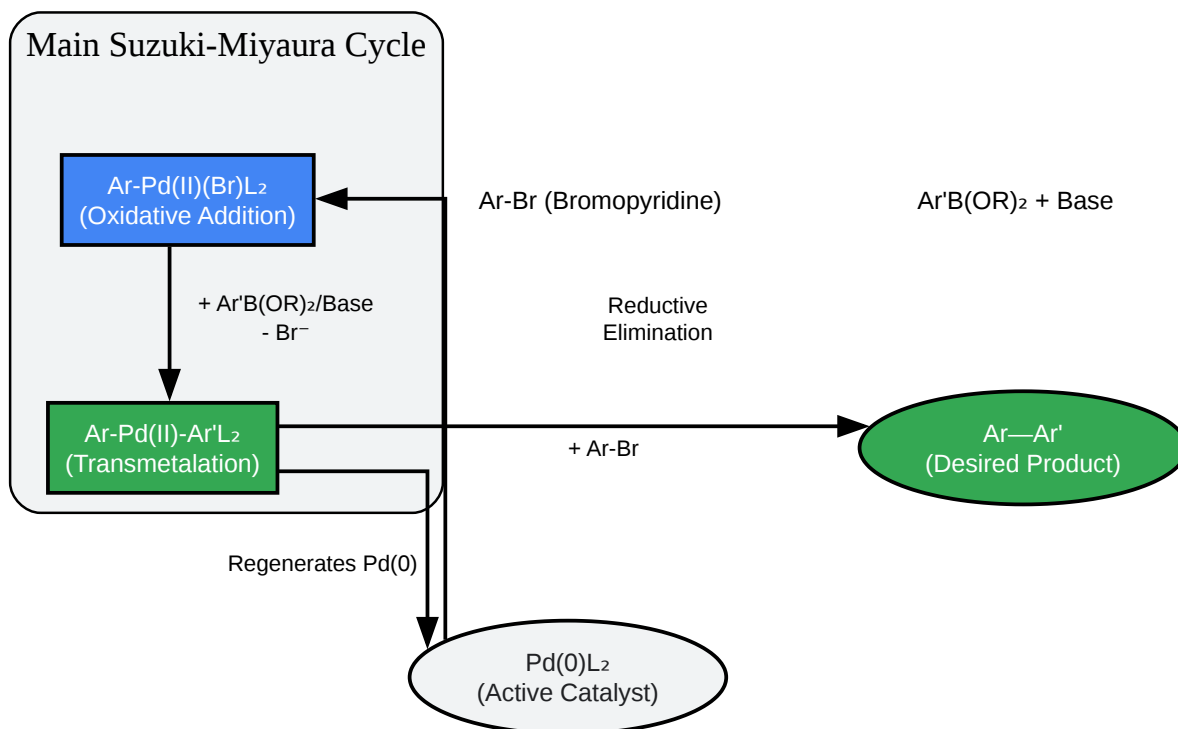 Main Suzuki-Miyaura Cycle
Ar-Pd(II)(Br)L₂
(Oxidative Addition)
Ar-Br (Bromopyridine)
Ar'B(OR)₂ + Base
+ Ar'B(OR)₂/Base
- Br⁻
Reductive
Elimination
Ar-Pd(II)-Ar'L₂
(Transmetalation)
+ Ar-Br
Ar—Ar'
(Desired Product)
Regenerates Pd(0)
Pd(0)L₂
(Active Catalyst)